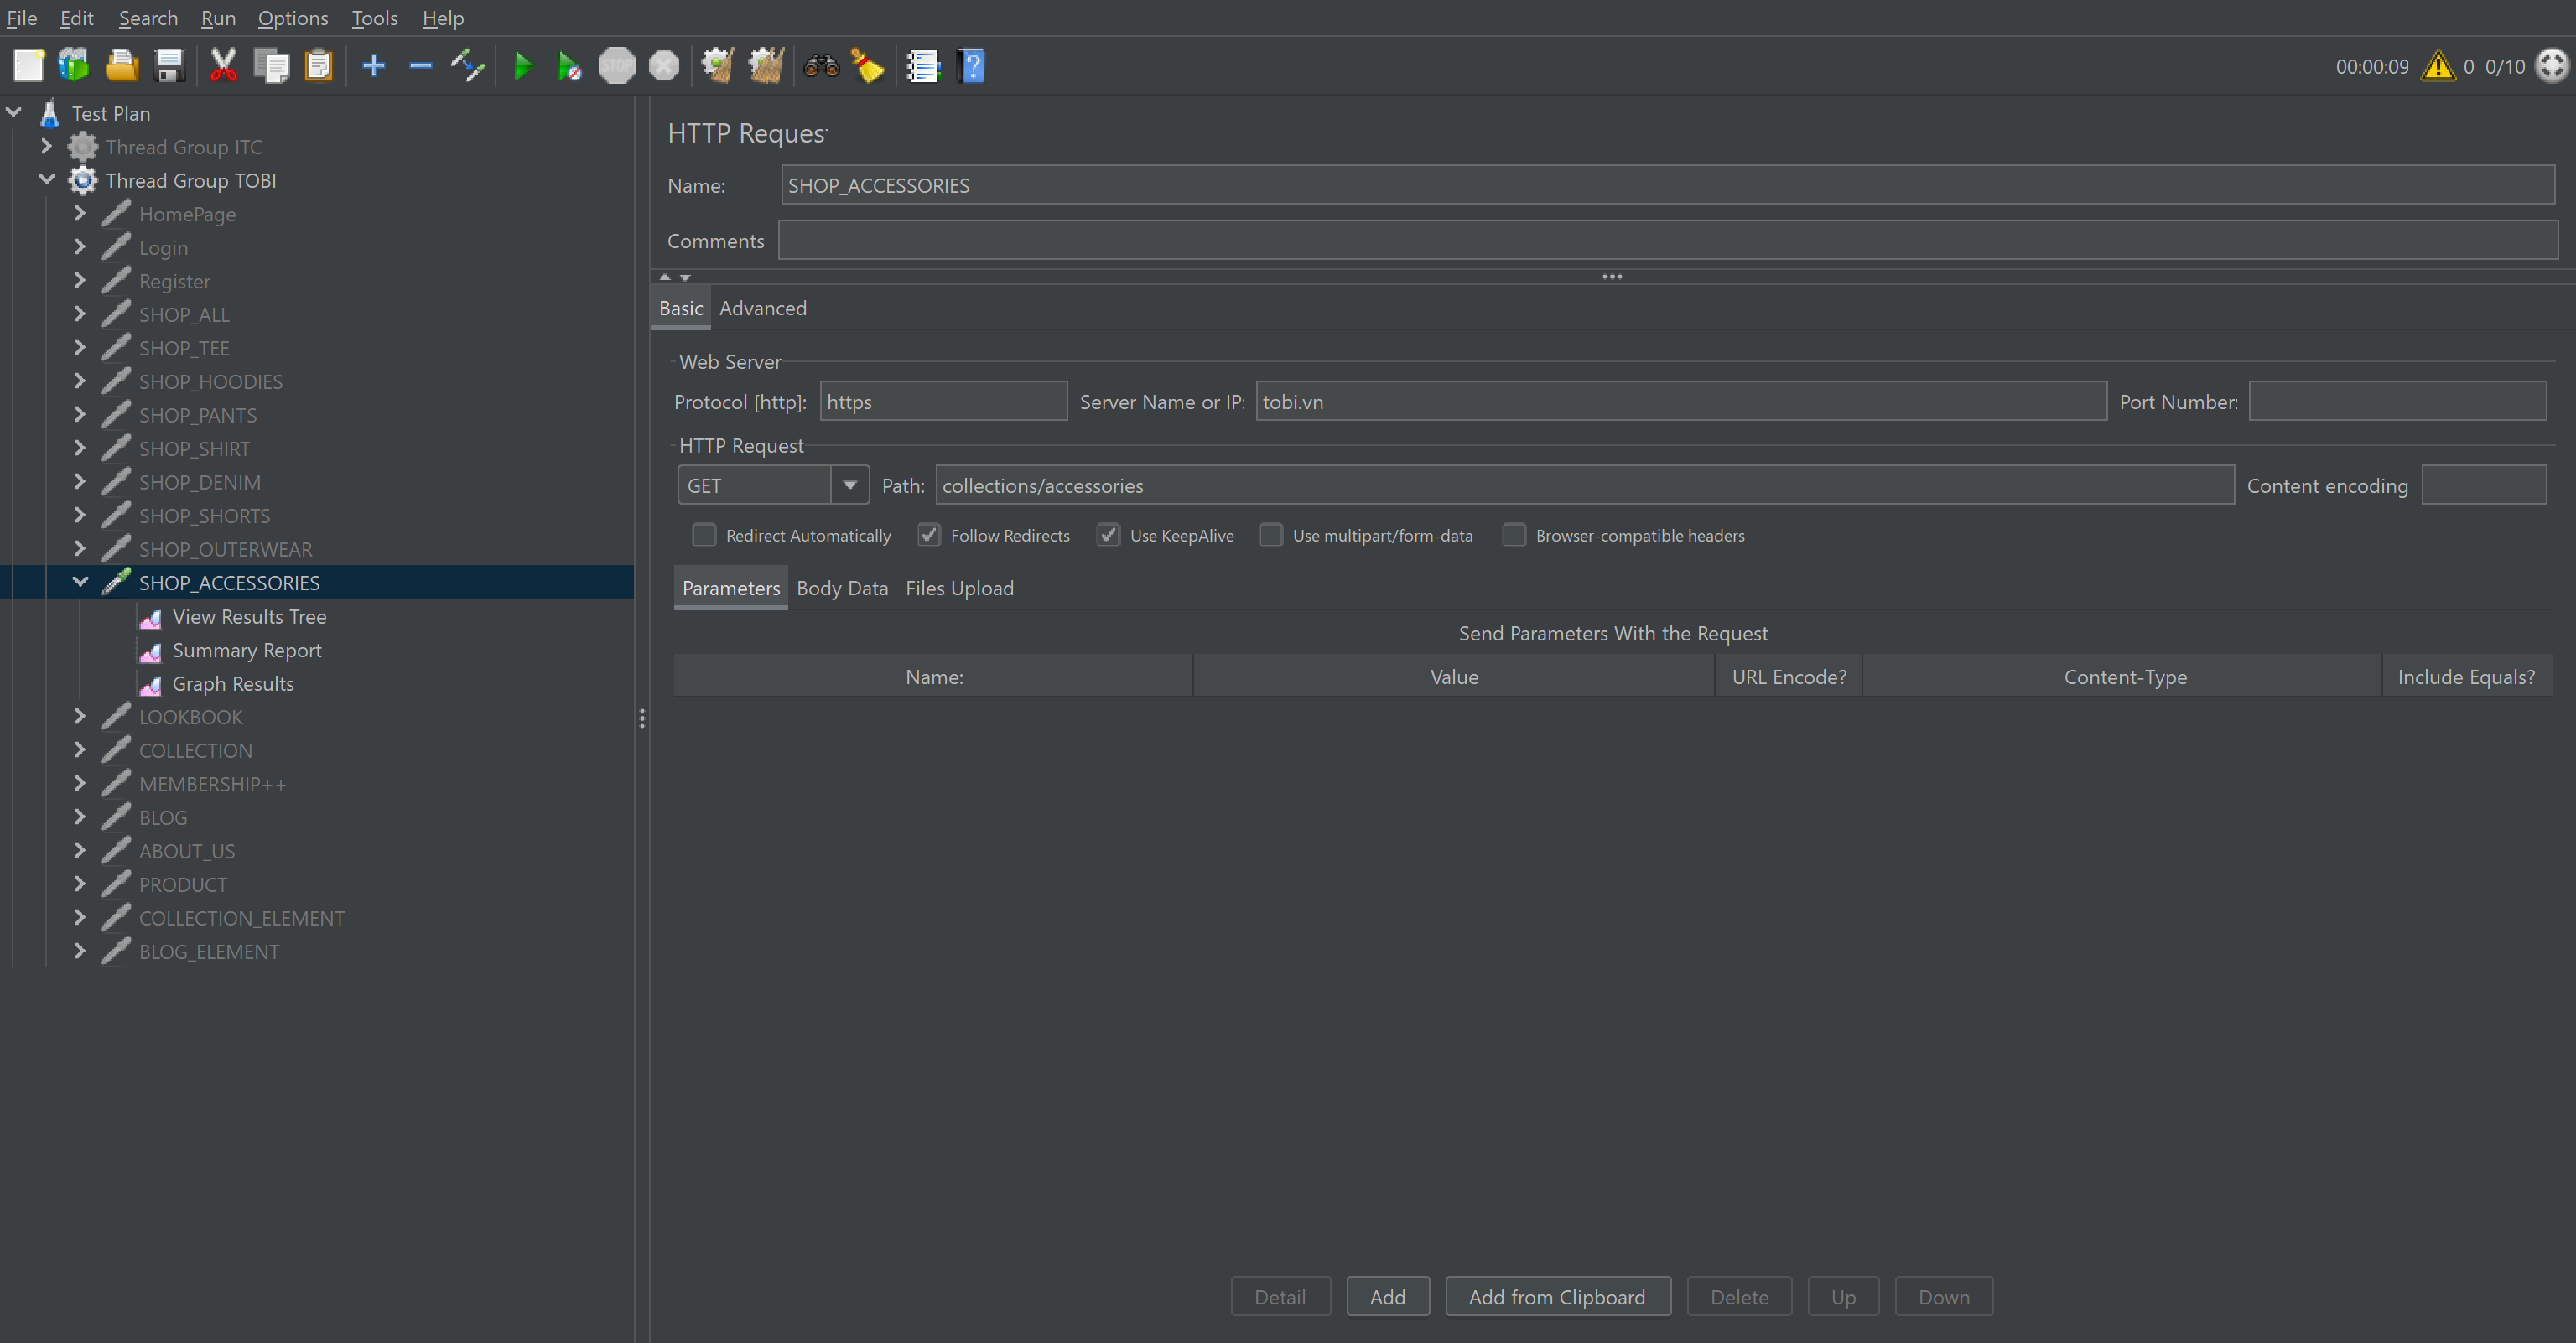 File Edit Search Run Options Tools Help
STOP 00:00:09 0 0/10
Test Plan
Thread Group ITC
Thread Group TOBI
HomePage
Login
Register
SHOP_ALL
SHOP_TEE
SHOP_HOODIES
SHOP_PANTS
SHOP_SHIRT
SHOP_DENIM
SHOP_SHORTS
SHOP_OUTERWEAR
SHOP_ACCESSORIES
View Results Tree
Summary Report
Graph Results
LOOKBOOK
COLLECTION
MEMBERSHIP++
BLOG
ABOUT_US
PRODUCT
COLLECTION_ELEMENT
BLOG_ELEMENT
HTTP Request
Name: SHOP_ACCESSORIES
Comments:
Basic Advanced
Web Server
Protocol [http]: https Server Name or IP: tobi.vn Port Number:
HTTP Request
GET Path: collections/accessories Content encoding
Redirect Automatically Follow Redirects Use KeepAlive Use multipart/form-data Browser-compatible headers
Parameters Body Data Files Upload
Send Parameters With the Request
Name: Value URL Encode? Content-Type Include Equals?
Detail Add Add from Clipboard Delete Up Down